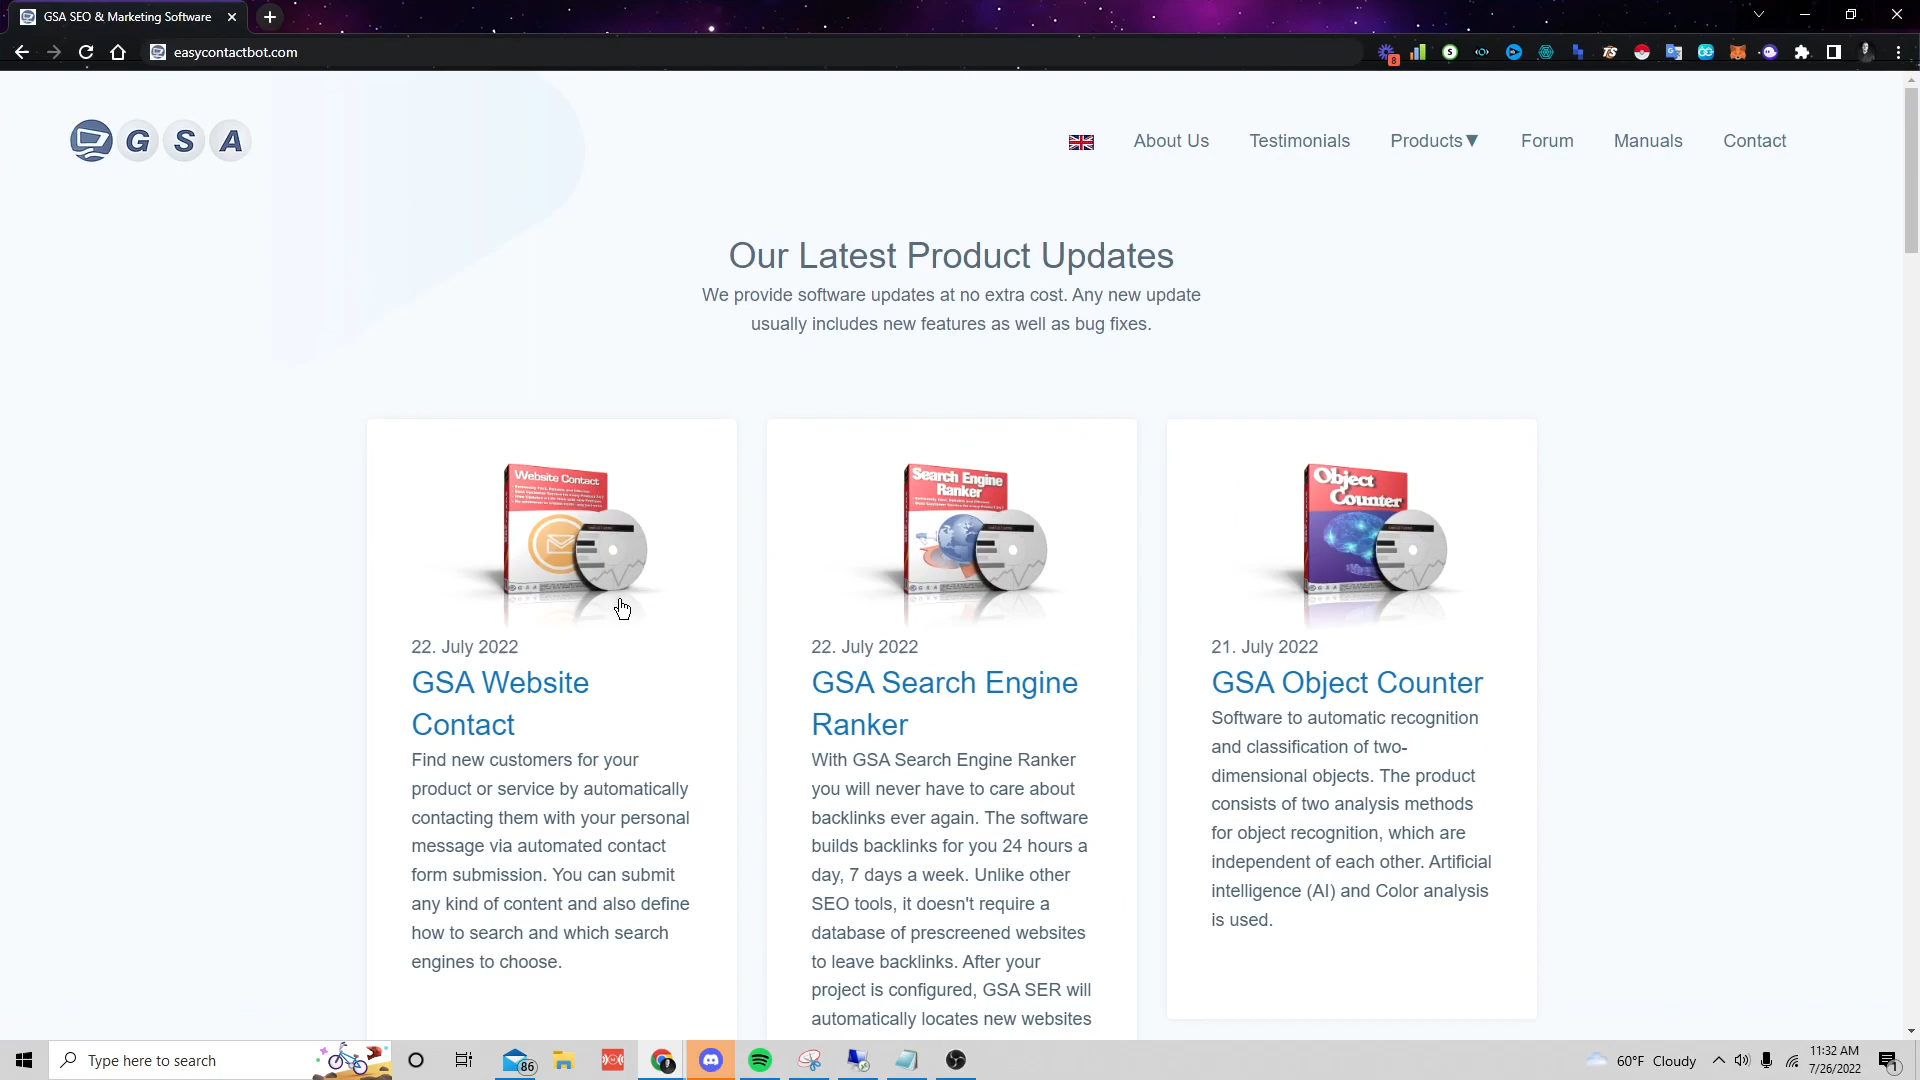 GSA SEO & Marketing Software
easycontactbot.com
8
G S A
About Us
Testimonials
Products▼
Forum
Manuals
Contact
Our Latest Product Updates
We provide software updates at no extra cost. Any new update
usually includes new features as well as bug fixes.
Website Contact
22. July 2022
GSA Website
Contact
Find new customers for your
product or service by automatically
contacting them with your personal
message via automated contact
form submission. You can submit
any kind of content and also define
how to search and which search
engines to choose.
Search Engine
Ranker
22. July 2022
GSA Search Engine
Ranker
With GSA Search Engine Ranker
you will never have to care about
backlinks ever again. The software
builds backlinks for you 24 hours a
day, 7 days a week. Unlike other
SEO tools, it doesn't require a
database of prescreened websites
to leave backlinks. After your
project is configured, GSA SER will
automatically locates new websites
Object
Counter
21. July 2022
GSA Object Counter
Software to automatic recognition
and classification of two-
dimensional objects. The product
consists of two analysis methods
for object recognition, which are
independent of each other. Artificial
intelligence (AI) and Color analysis
is used.
Type here to search
86
60°F Cloudy
11:32 AM
7/26/2022
1